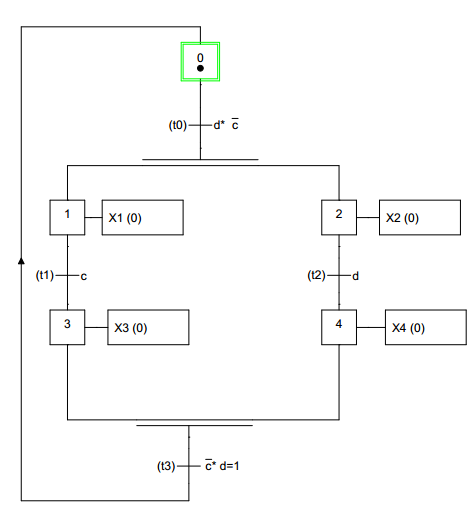 0
(t0) d* c̅
1 X1 (0)
2 X2 (0)
(t1) c
(t2) d
3 X3 (0)
4 X4 (0)
(t3) c̅* d=1